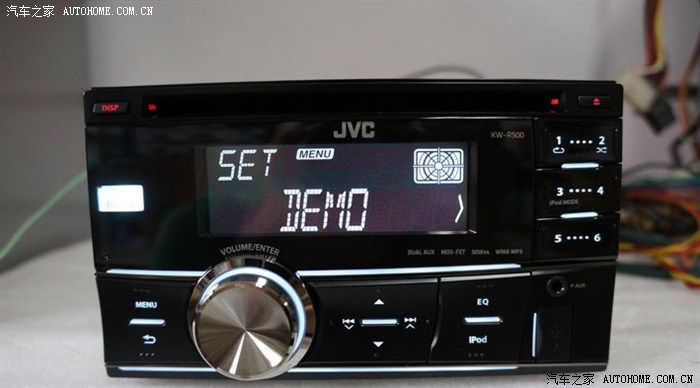 汽车之家 AUTOHOME.COM.CN
DISP
JVC
KW-R500
SET MENU
DEMO
1 2
3 4
iPod MODE
5 6
DUAL AUX MOS-FET 50Wx4 WMA MP3
VOLUME/ENTER
MENU
EQ
iPod
F-AUX
汽车之家 AUTOHOME.COM.CN